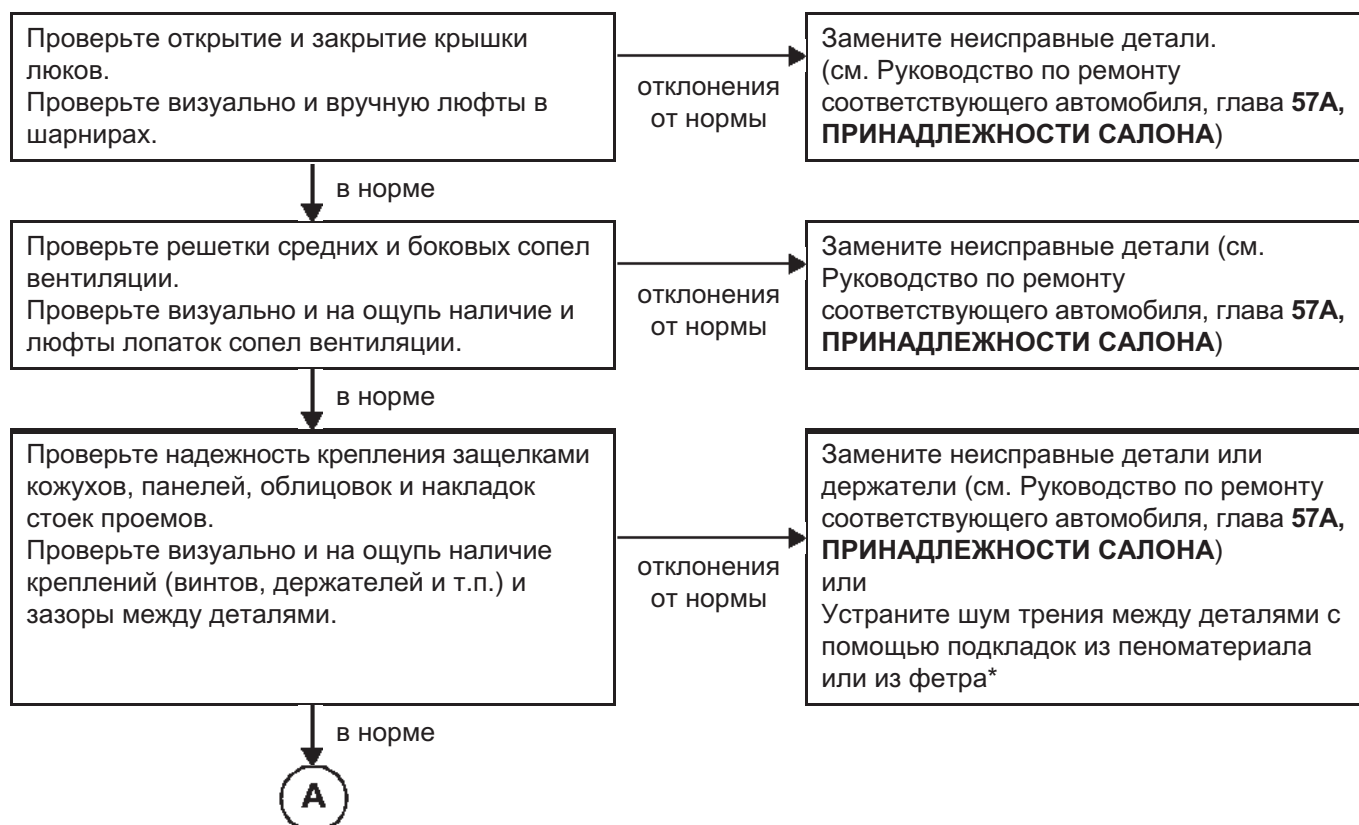 Проверьте открытие и закрытие крышки
люков.
Проверьте визуально и вручную люфты в
шарнирах.
отклонения
от нормы
Замените неисправные детали.
(см. Руководство по ремонту
соответствующего автомобиля, глава 57A,
ПРИНАДЛЕЖНОСТИ САЛОНА)
в норме
Проверьте решетки средних и боковых сопел
вентиляции.
Проверьте визуально и на ощупь наличие и
люфты лопаток сопел вентиляции.
отклонения
от нормы
Замените неисправные детали (см.
Руководство по ремонту
соответствующего автомобиля, глава 57A,
ПРИНАДЛЕЖНОСТИ САЛОНА)
в норме
Проверьте надежность крепления защелками
кожухов, панелей, облицовок и накладок
стоек проемов.
Проверьте визуально и на ощупь наличие
креплений (винтов, держателей и т.п.) и
зазоры между деталями.
отклонения
от нормы
Замените неисправные детали или
держатели (см. Руководство по ремонту
соответствующего автомобиля, глава 57A,
ПРИНАДЛЕЖНОСТИ САЛОНА)
или
Устраните шум трения между деталями с
помощью подкладок из пеноматериала
или из фетра*
в норме
A